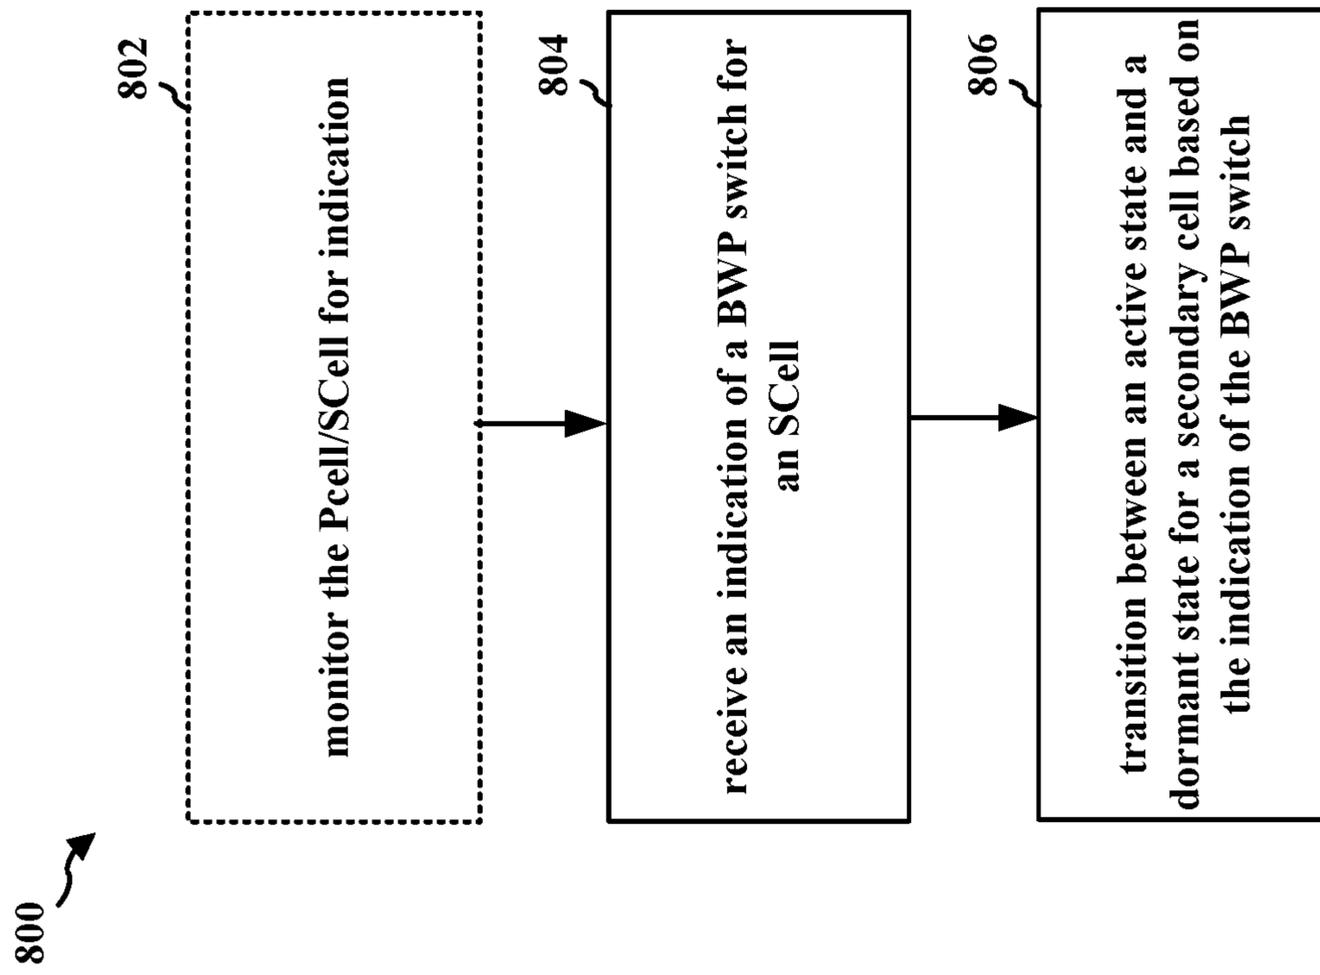 800
802
monitor the Pcell/SCell for indication
804
receive an indication of a BWP switch for
an SCell
806
transition between an active state and a
dormant state for a secondary cell based on
the indication of the BWP switch